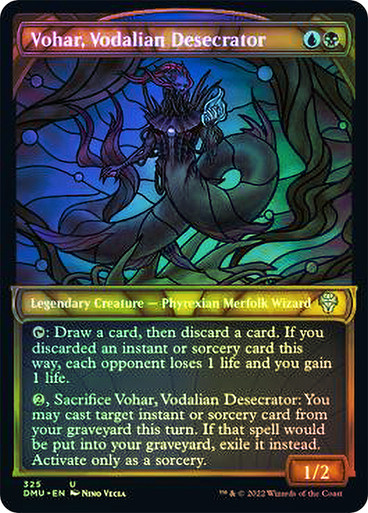 Vohar, Vodalian Desecrator
Legendary Creature — Phyrexian Merfolk Wizard
: Draw a card, then discard a card. If you
discarded an instant or sorcery card this
way, each opponent loses 1 life and you gain
1 life.
2, Sacrifice Vohar, Vodalian Desecrator: You
may cast target instant or sorcery card from
your graveyard this turn. If that spell
would be put into your graveyard, exile it instead.
Activate only as a sorcery.
1/2
325 U
DMU • EN Nino Vecia
™ & © 2022 Wizards of the Coast